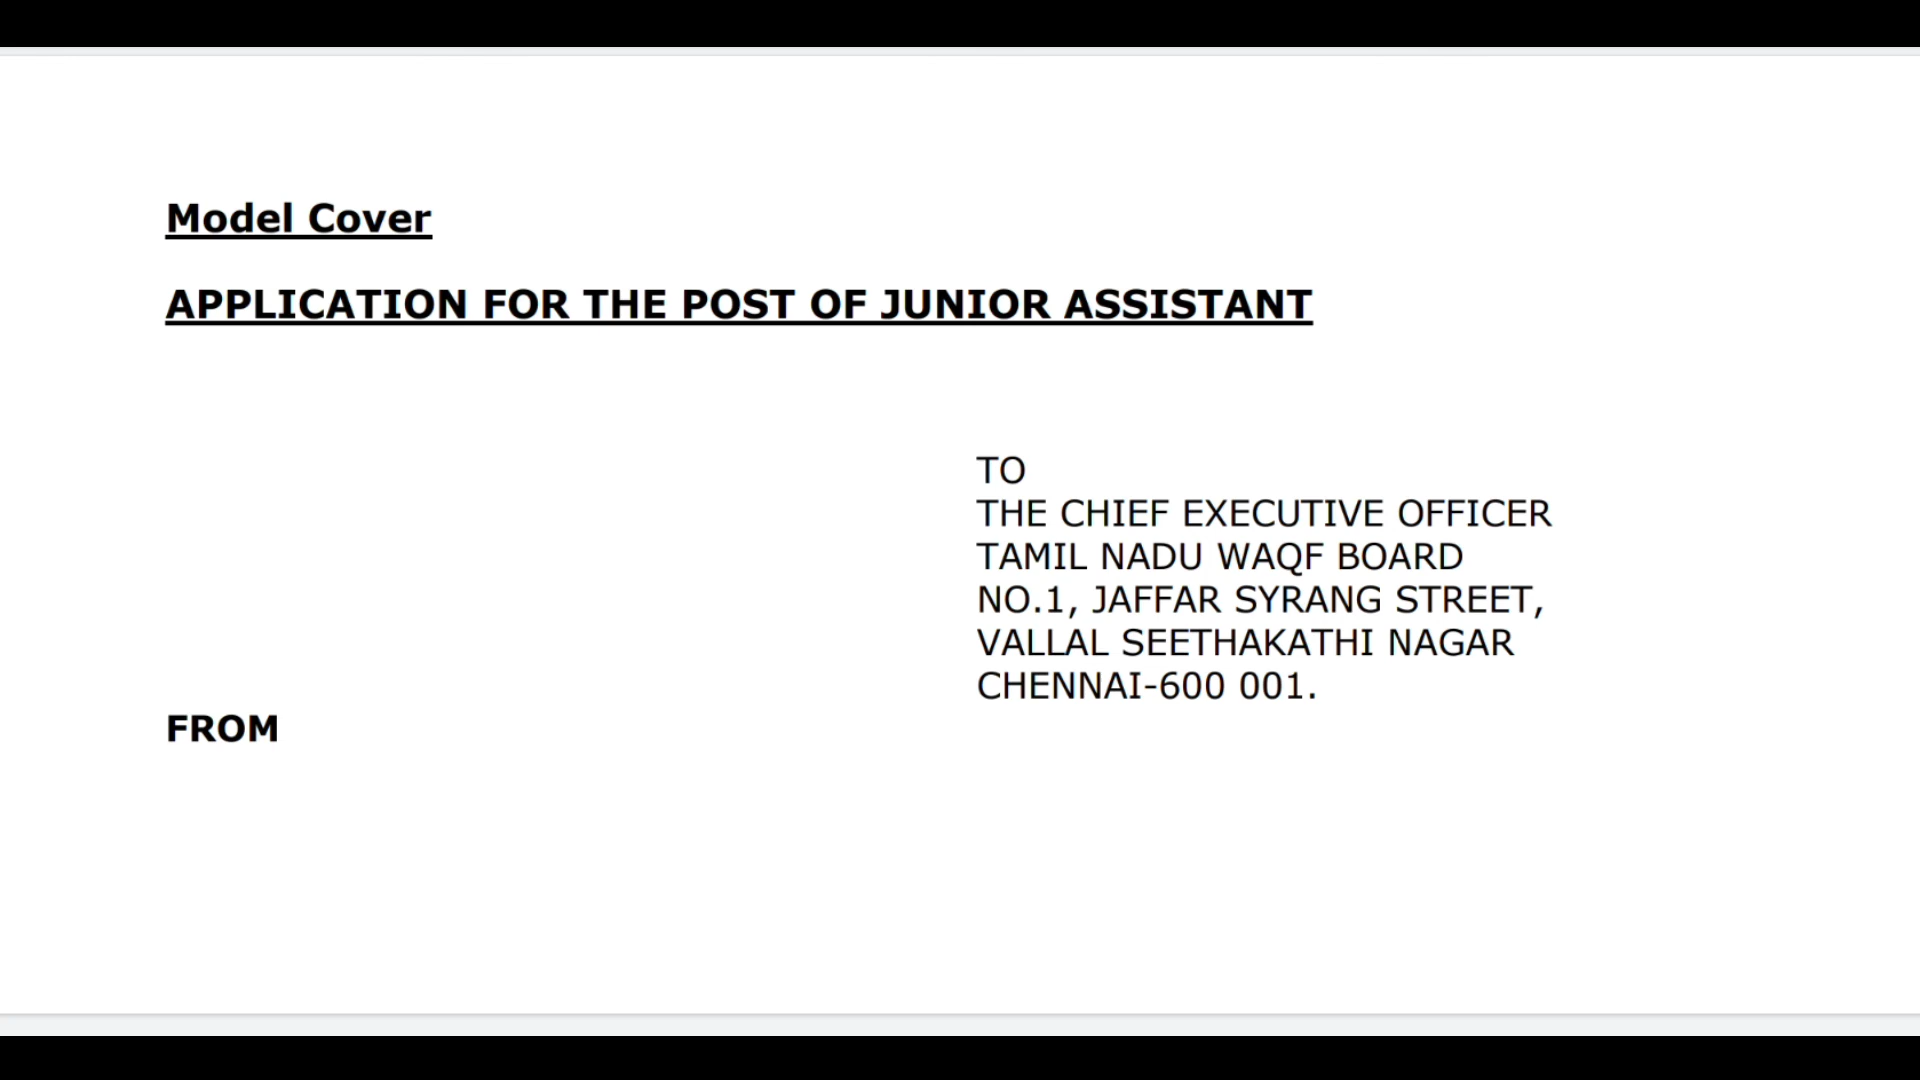 Model Cover
APPLICATION FOR THE POST OF JUNIOR ASSISTANT
TO
THE CHIEF EXECUTIVE OFFICER
TAMIL NADU WAQF BOARD
NO.1, JAFFAR SYRANG STREET,
VALLAL SEETHAKATHI NAGAR
CHENNAI-600 001.
FROM